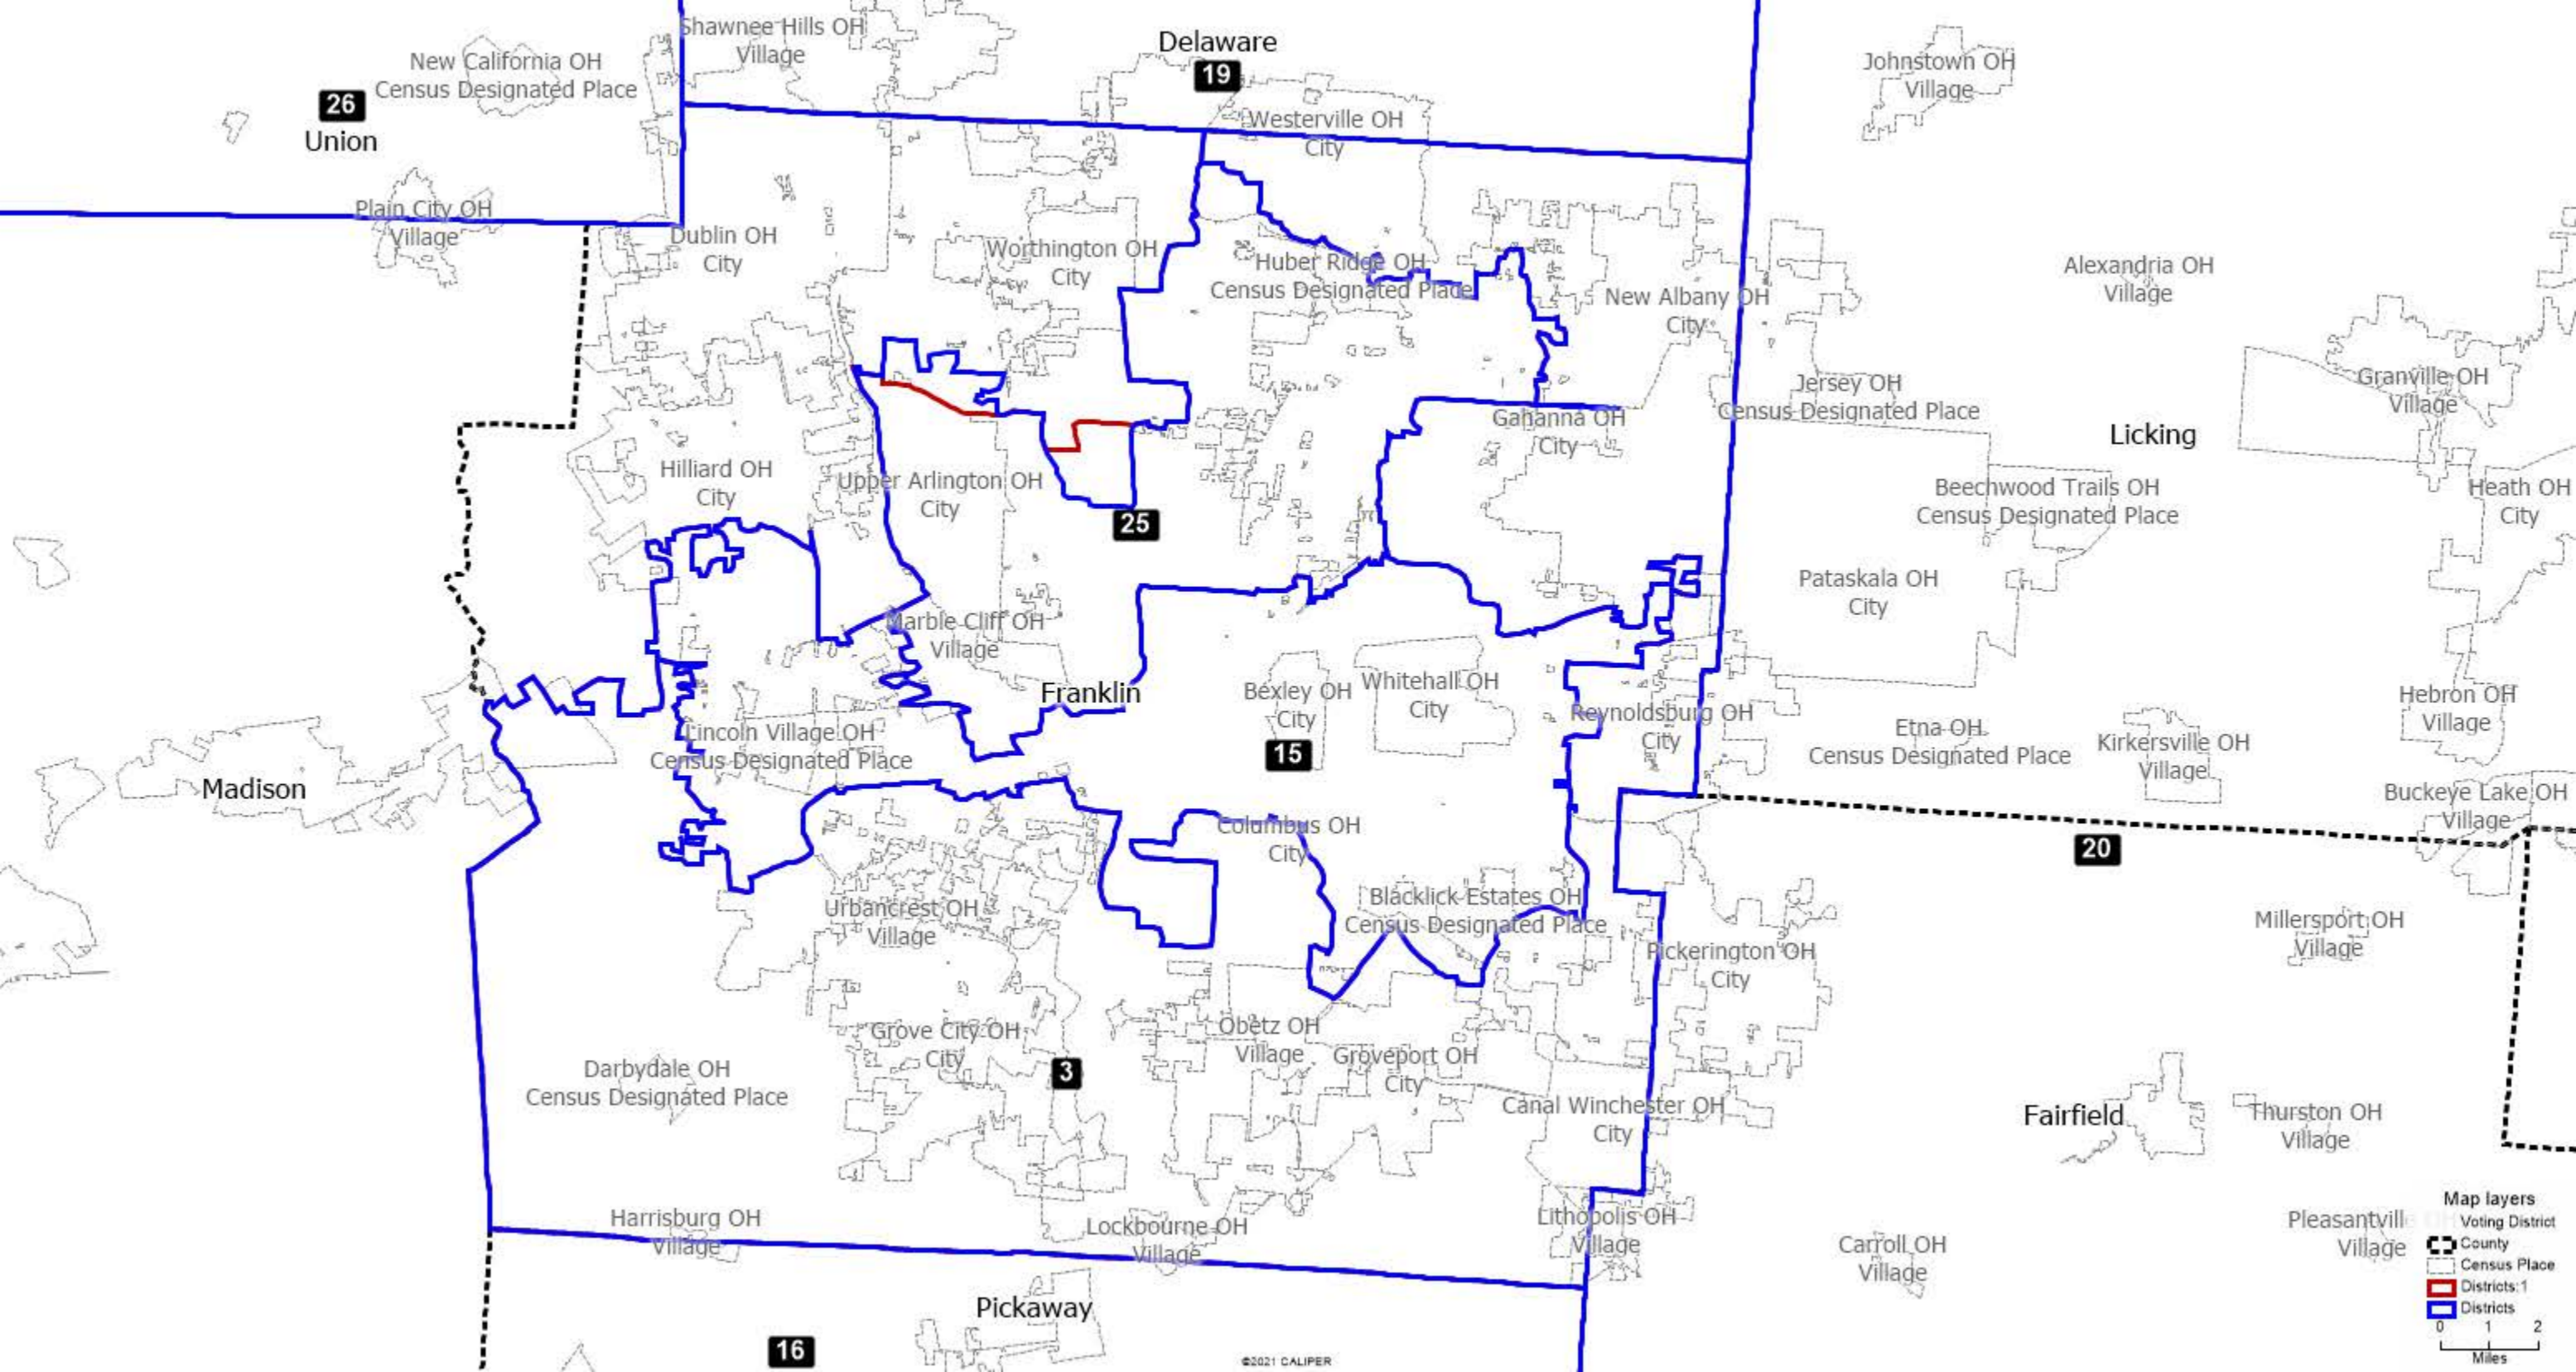 Shawnee Hills OH
Village
Delaware
19
New California OH
Census Designated Place
Johnstown OH
Village
26
Union
Westerville OH
City
Plain City OH
Village
Dublin OH
City
Worthington OH
City
Huber Ridge OH
Census Designated Place
New Albany OH
City
Alexandria OH
Village
Jersey OH
Census Designated Place
Granville OH
Village
Gahanna OH
City
Licking
Hilliard OH
City
Upper Arlington OH
City
25
Beechwood Trails OH
Census Designated Place
Heath OH
City
Pataskala OH
City
Marble Cliff OH
Village
Franklin
Bexley OH
City
Whitehall OH
City
Reynoldsburg OH
City
Hebron OH
Village
Lincoln Village OH
Census Designated Place
15
Etna OH
Census Designated Place
Kirkersville OH
Village
Madison
Buckeye Lake OH
Village
Columbus OH
City
20
Urbancrest OH
Village
Blacklick Estates OH
Census Designated Place
Pickerington OH
City
Millersport OH
Village
Grove City OH
City
Obetz OH
Village
Groveport OH
City
Darbydale OH
Census Designated Place
3
Canal Winchester OH
City
Fairfield
Thurston OH
Village
Harrisburg OH
Village
Lockbourne OH
Village
Lithopolis OH
Village
Carroll OH
Village
Pleasantvill
Village
Pickaway
16
©2021 CALIPER
Map layers
Voting District
County
Census Place
Districts:1
Districts
0 1 2
Miles